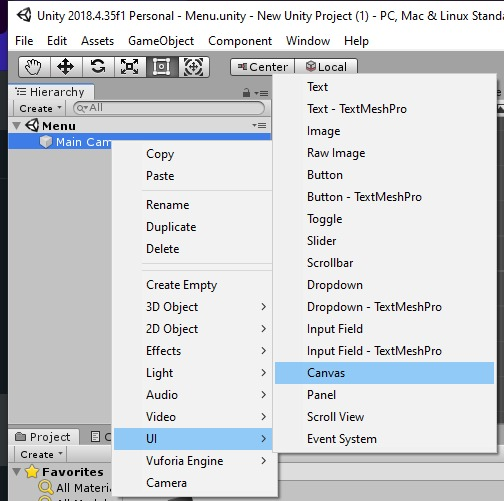 Unity 2018.4.35f1 Personal - Menu.unity - New Unity Project (1) - PC, Mac & Linux Standa
File Edit Assets GameObject Component Window Help
Center Local
Hierarchy
Create All
Menu
Main Cam
Copy
Paste
Rename
Duplicate
Delete
Create Empty
3D Object
2D Object
Effects
Light
Audio
Video
UI
Vuforia Engine
Camera
Text
Text - TextMeshPro
Image
Raw Image
Button
Button - TextMeshPro
Toggle
Slider
Scrollbar
Dropdown
Dropdown - TextMeshPro
Input Field
Input Field - TextMeshPro
Canvas
Panel
Scroll View
Event System
Project C
Create
Favorites
All Materia